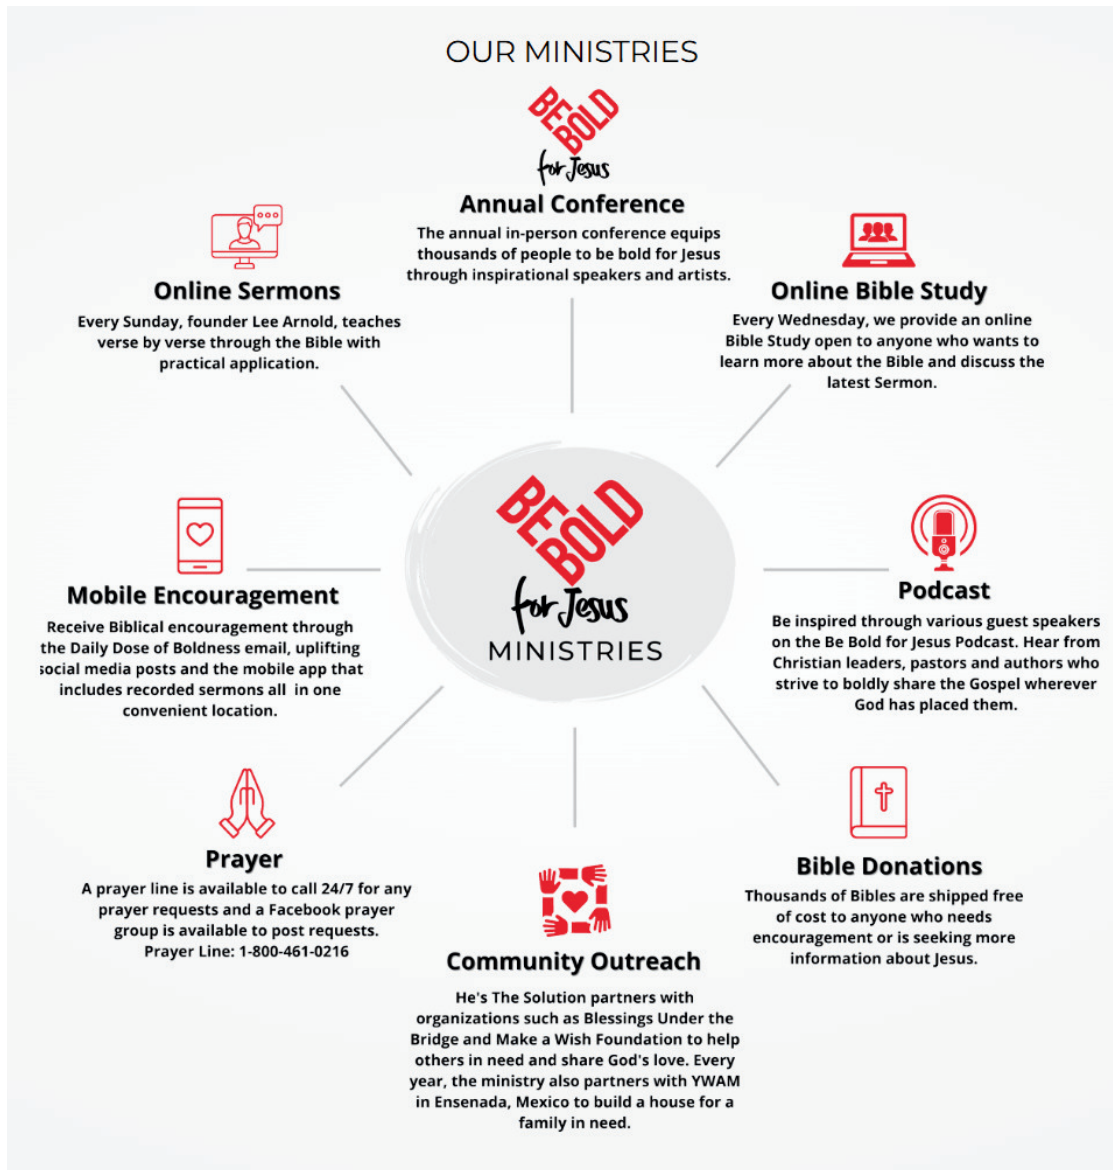 OUR MINISTRIES
BE BOLD
for Jesus
Annual Conference
The annual in-person conference equips
thousands of people to be bold for Jesus
through inspirational speakers and artists.
Online Sermons
Every Sunday, founder Lee Arnold, teaches
verse by verse through the Bible with
practical application.
Online Bible Study
Every Wednesday, we provide an online
Bible Study open to anyone who wants to
learn more about the Bible and discuss the
latest Sermon.
BE BOLD
for Jesus
MINISTRIES
Mobile Encouragement
Receive Biblical encouragement through
the Daily Dose of Boldness email, uplifting
social media posts and the mobile app that
includes recorded sermons all in one
convenient location.
Podcast
Be inspired through various guest speakers
on the Be Bold for Jesus Podcast. Hear from
Christian leaders, pastors and authors who
strive to boldly share the Gospel wherever
God has placed them.
Prayer
A prayer line is available to call 24/7 for any
prayer requests and a Facebook prayer
group is available to post requests.
Prayer Line: 1-800-461-0216
Bible Donations
Thousands of Bibles are shipped free
of cost to anyone who needs
encouragement or is seeking more
information about Jesus.
Community Outreach
He's The Solution partners with
organizations such as Blessings Under the
Bridge and Make a Wish Foundation to help
others in need and share God's love. Every
year, the ministry also partners with YWAM
in Ensenada, Mexico to build a house for a
family in need.